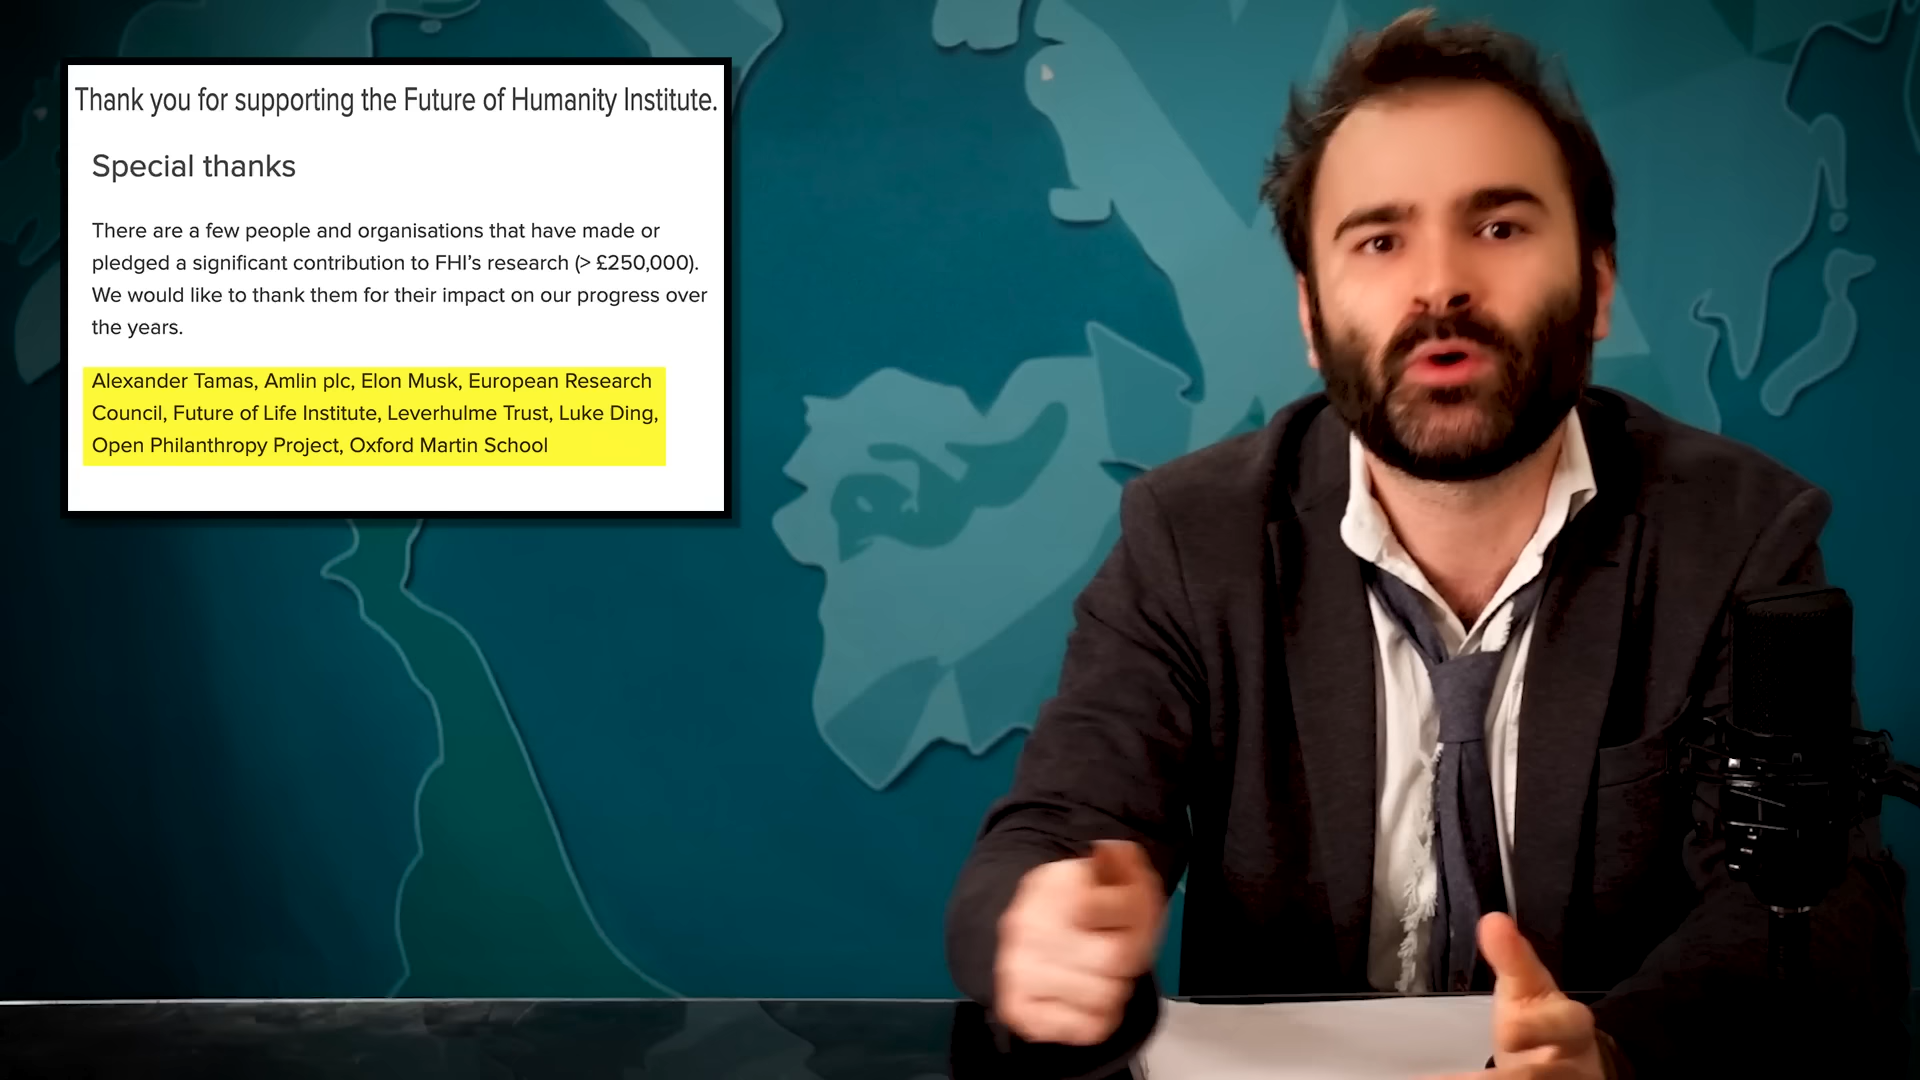 Thank you for supporting the Future of Humanity Institute.
Special thanks
There are a few people and organisations that have made or
pledged a significant contribution to FHI's research (> £250,000).
We would like to thank them for their impact on our progress over
the years.
Alexander Tamas, Amlin plc, Elon Musk, European Research
Council, Future of Life Institute, Leverhulme Trust, Luke Ding,
Open Philanthropy Project, Oxford Martin School